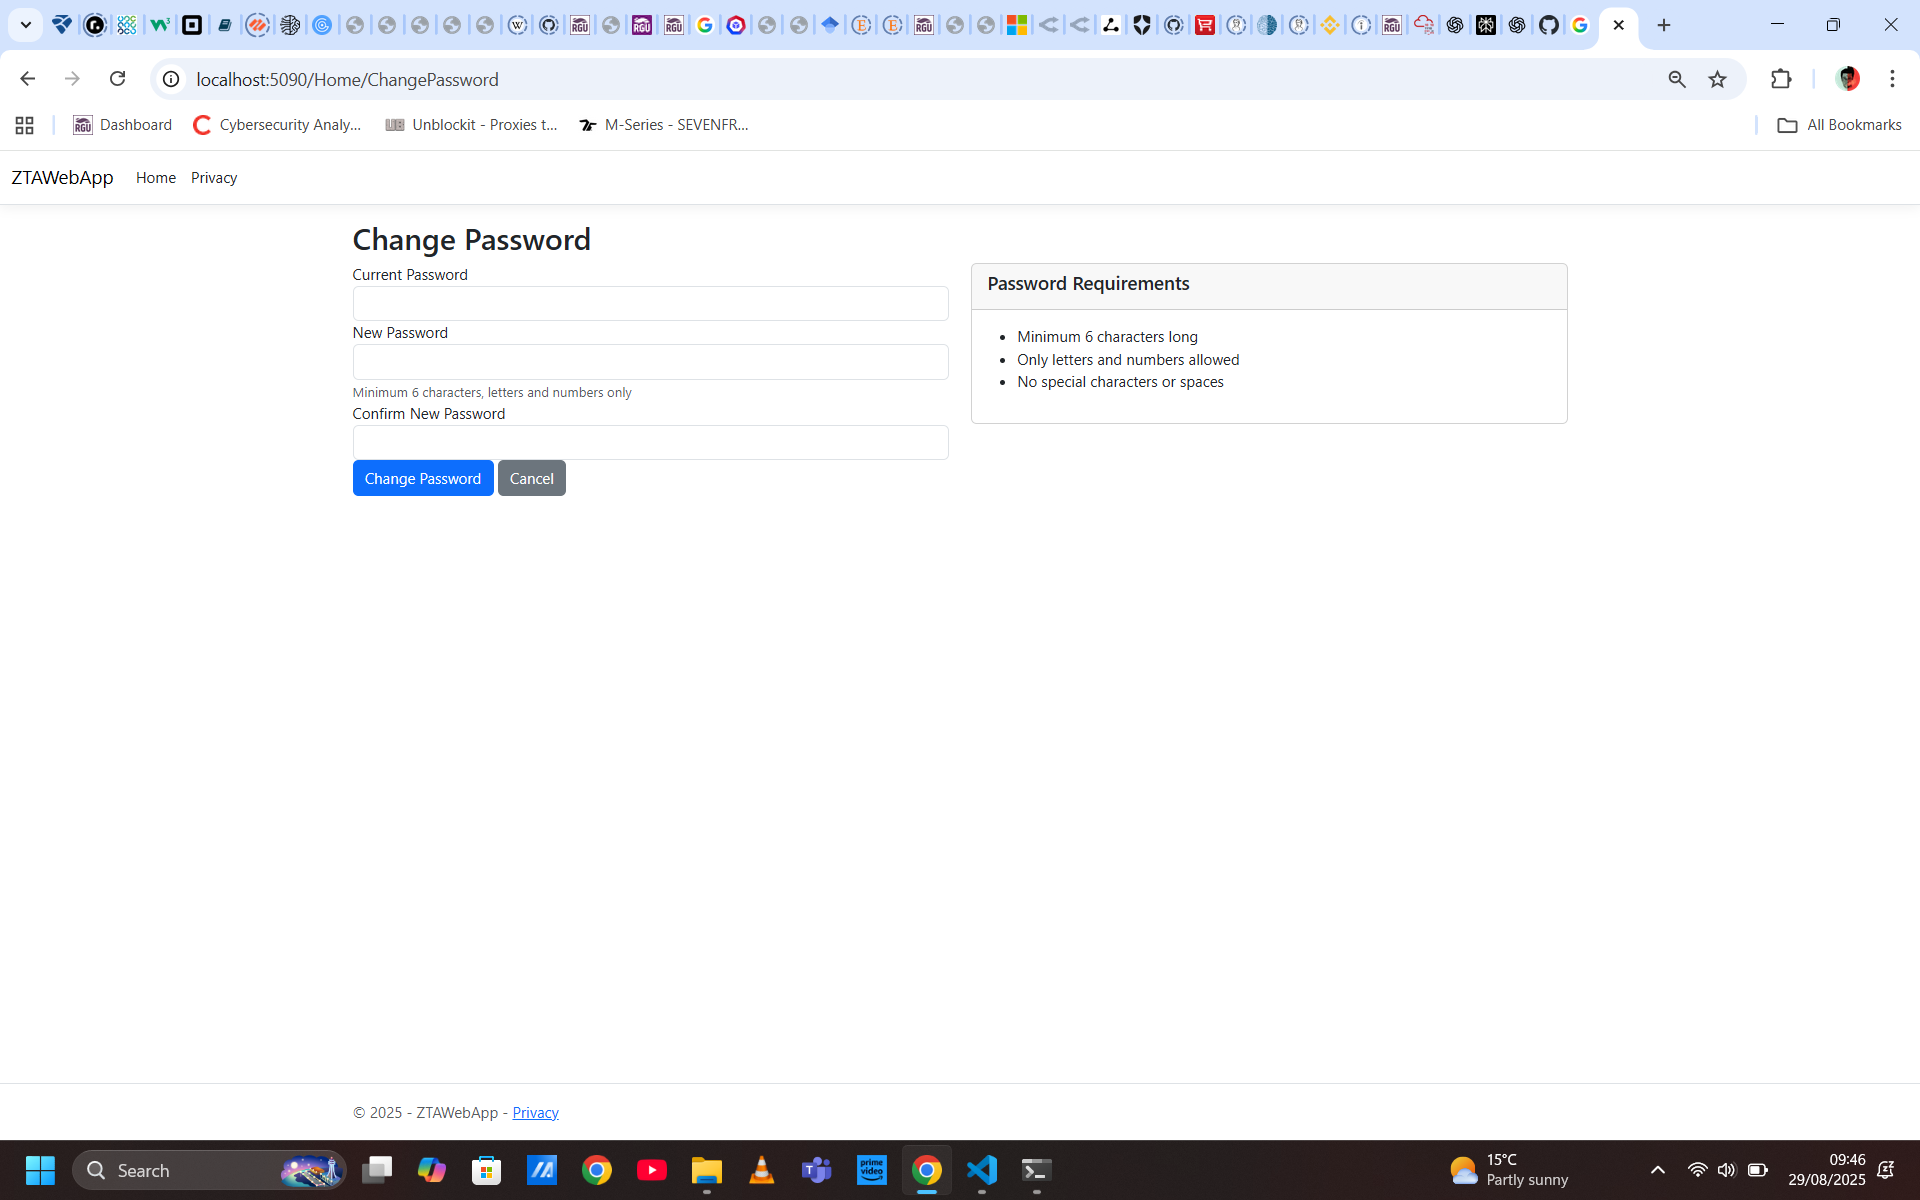 localhost:5090/Home/ChangePassword
Dashboard
Cybersecurity Analy...
Unblockit - Proxies t...
M-Series - SEVENFR...
All Bookmarks
ZTAWebApp
Home
Privacy
Change Password
Current Password
New Password
Minimum 6 characters, letters and numbers only
Confirm New Password
Change Password
Cancel
Password Requirements
Minimum 6 characters long
Only letters and numbers allowed
No special characters or spaces
© 2025 - ZTAWebApp - Privacy
Search
prime video
15°C
Partly sunny
09:46
29/08/2025